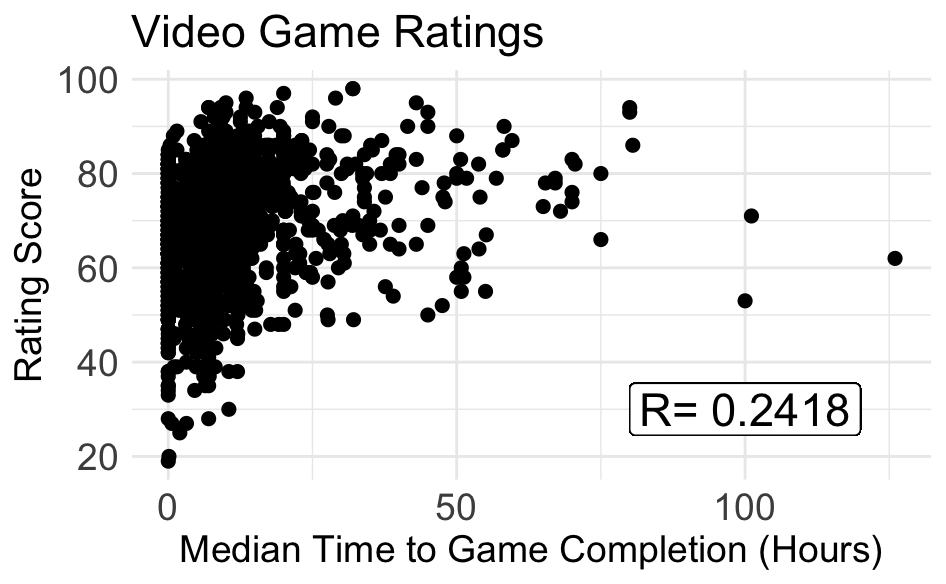 Video Game Ratings
100
80
60
40
20
Rating Score
R= 0.2418
0 50 100
Median Time to Game Completion (Hours)